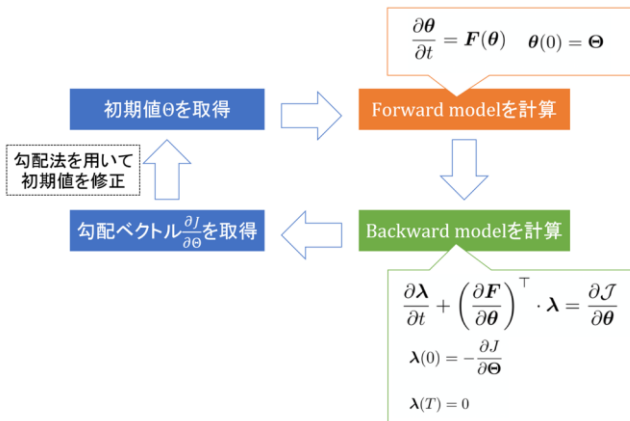 ∂θ/∂t = F(θ)  θ(0) = Θ
初期値Θを取得
Forward modelを計算
勾配法を用いて
初期値を修正
勾配ベクトル∂J/∂Θを取得
Backward modelを計算
∂λ/∂t + (∂F/∂θ)^⊤ · λ = ∂𝒥/∂θ
λ(0) = −∂J/∂Θ
λ(T) = 0